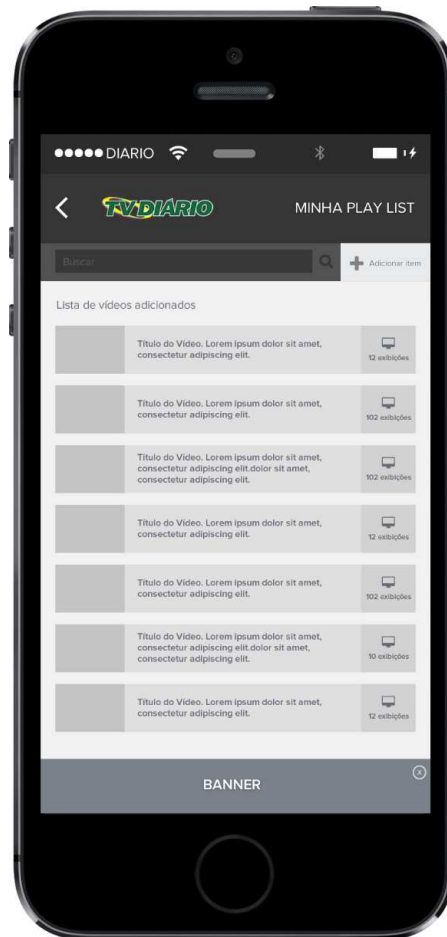 DIARIO
TV DIÁRIO
MINHA PLAY LIST
Buscar
Adicionar item
Lista de vídeos adicionados
Título do Vídeo. Lorem ipsum dolor sit amet,
consectetur adipiscing elit.
12 exibições
Título do Vídeo. Lorem ipsum dolor sit amet,
consectetur adipiscing elit.
102 exibições
Título do Vídeo. Lorem ipsum dolor sit amet,
consectetur adipiscing elit.dolor sit amet,
consectetur adipiscing elit.
102 exibições
Título do Vídeo. Lorem ipsum dolor sit amet,
consectetur adipiscing elit.
12 exibições
Título do Vídeo. Lorem ipsum dolor sit amet,
consectetur adipiscing elit.
102 exibições
Título do Vídeo. Lorem ipsum dolor sit amet,
consectetur adipiscing elit.dolor sit amet,
consectetur adipiscing elit.
10 exibições
Título do Vídeo. Lorem ipsum dolor sit amet,
consectetur adipiscing elit.
12 exibições
BANNER
x